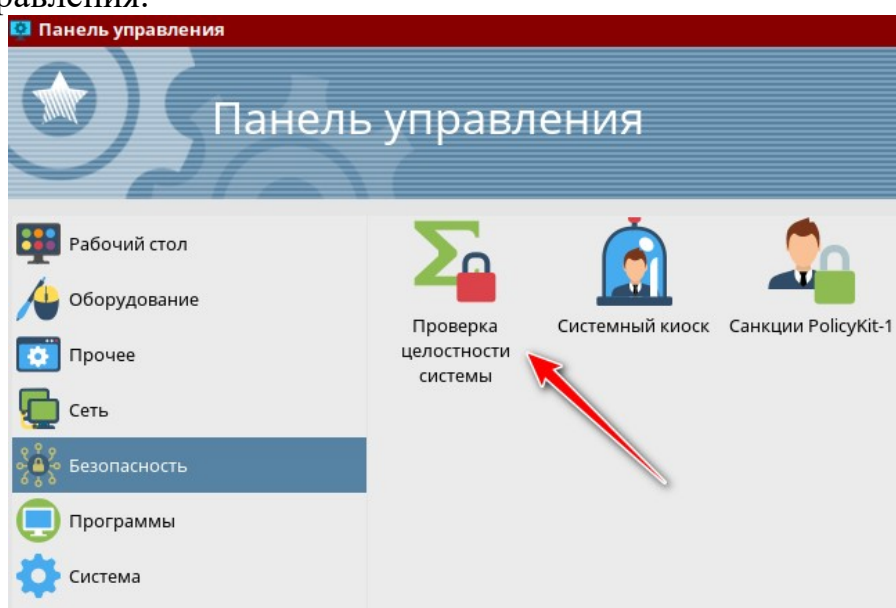 равления.
Панель управления
Панель управления
Рабочий стол
Оборудование
Прочее
Сеть
Безопасность
Программы
Система
Проверка
целостности
системы
Системный киоск
Санкции PolicyKit-1